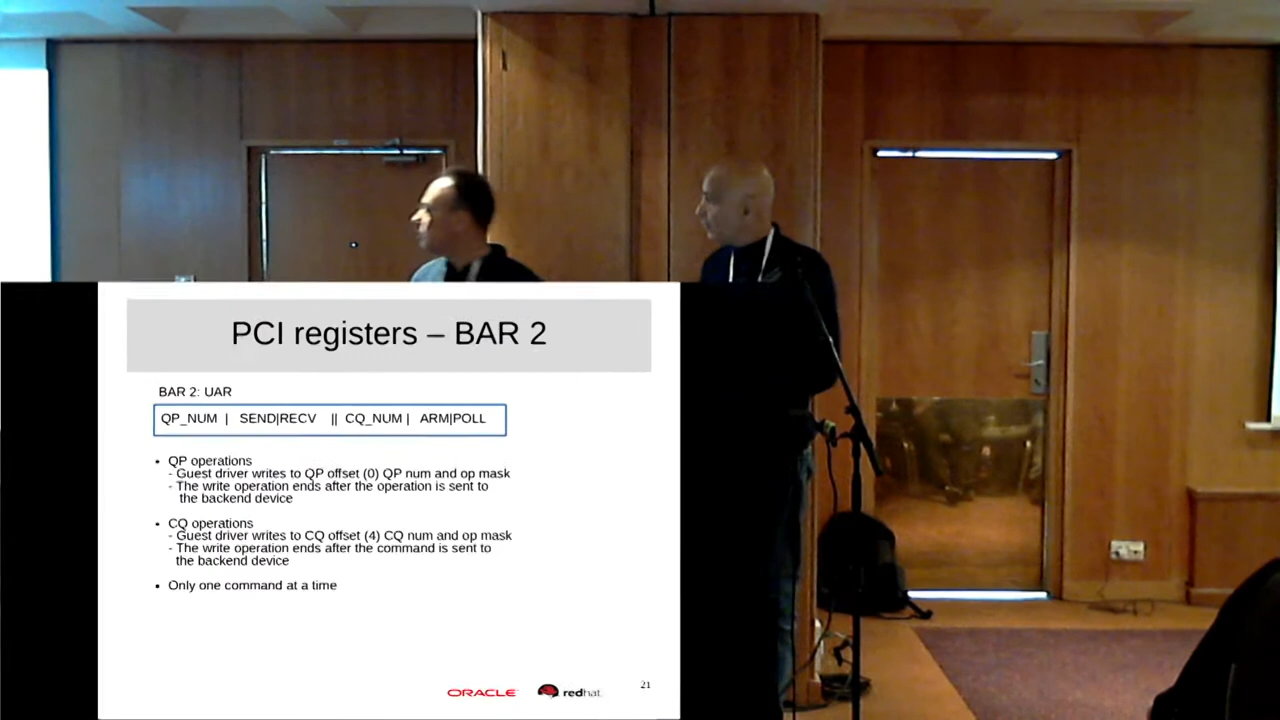 PCI registers – BAR 2
BAR 2: UAR
QP_NUM | SEND|RECV || CQ_NUM | ARM|POLL
• QP operations
- Guest driver writes to QP offset (0) QP num and op mask
- The write operation ends after the operation is sent to
the backend device
• CQ operations
- Guest driver writes to CQ offset (4) CQ num and op mask
- The write operation ends after the command is sent to
the backend device
• Only one command at a time
ORACLE
redhat.
21